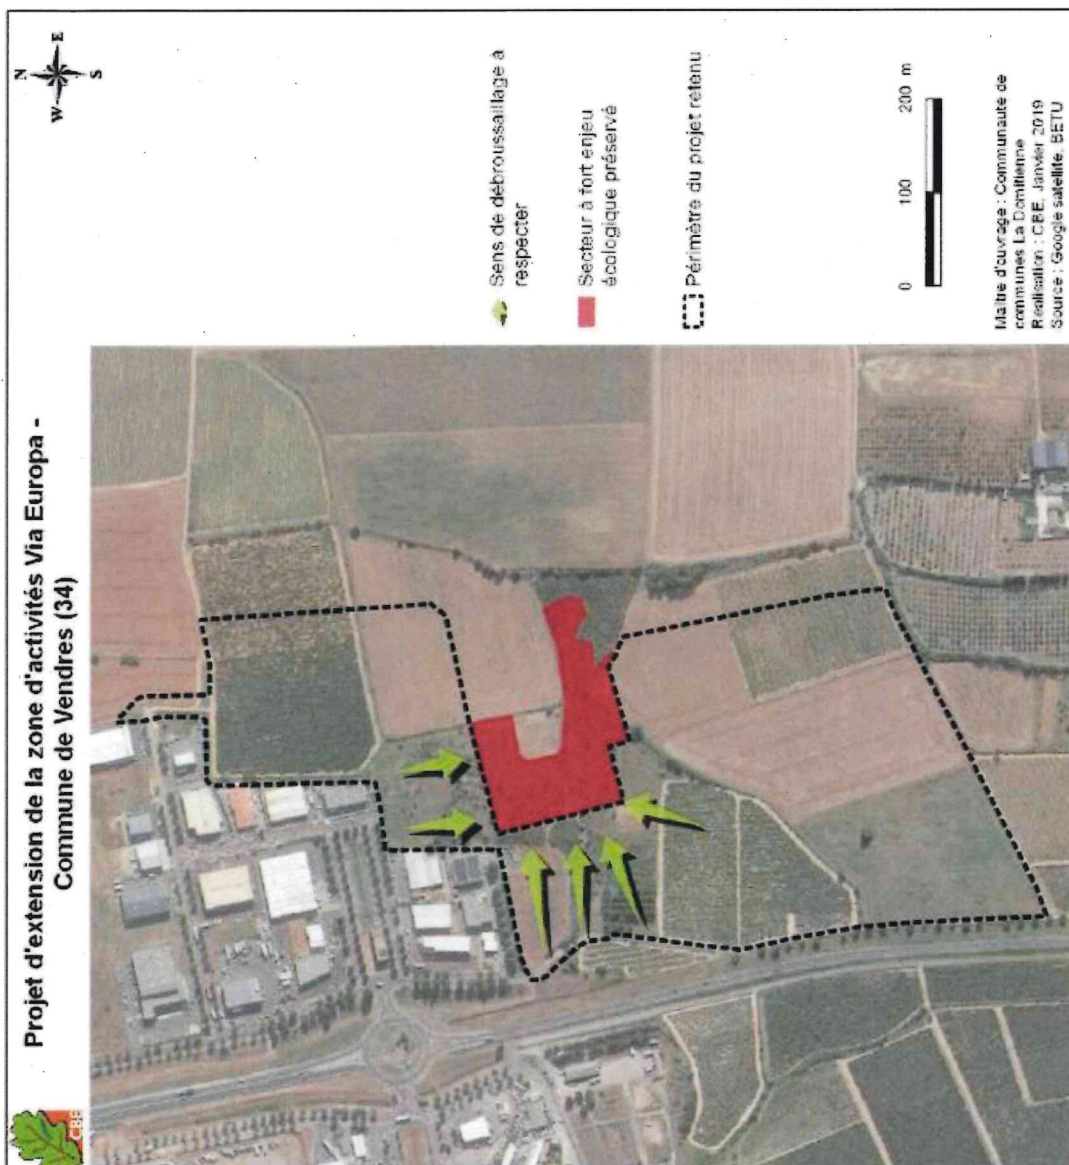 Projet d'extension de la zone d'activités Via Europa -
Commune de Vendres (34)
CBE
N
E
S
W
Sens de débroussaillage à
respecter
Secteur à fort enjeu
écologique préservé
Périmètre du projet retenu
0 100 200 m
Maître d'ouvrage : Communauté de
communes La Domitienne
Réalisation : CBE, Janvier 2019
Source : Google satellite, BETU